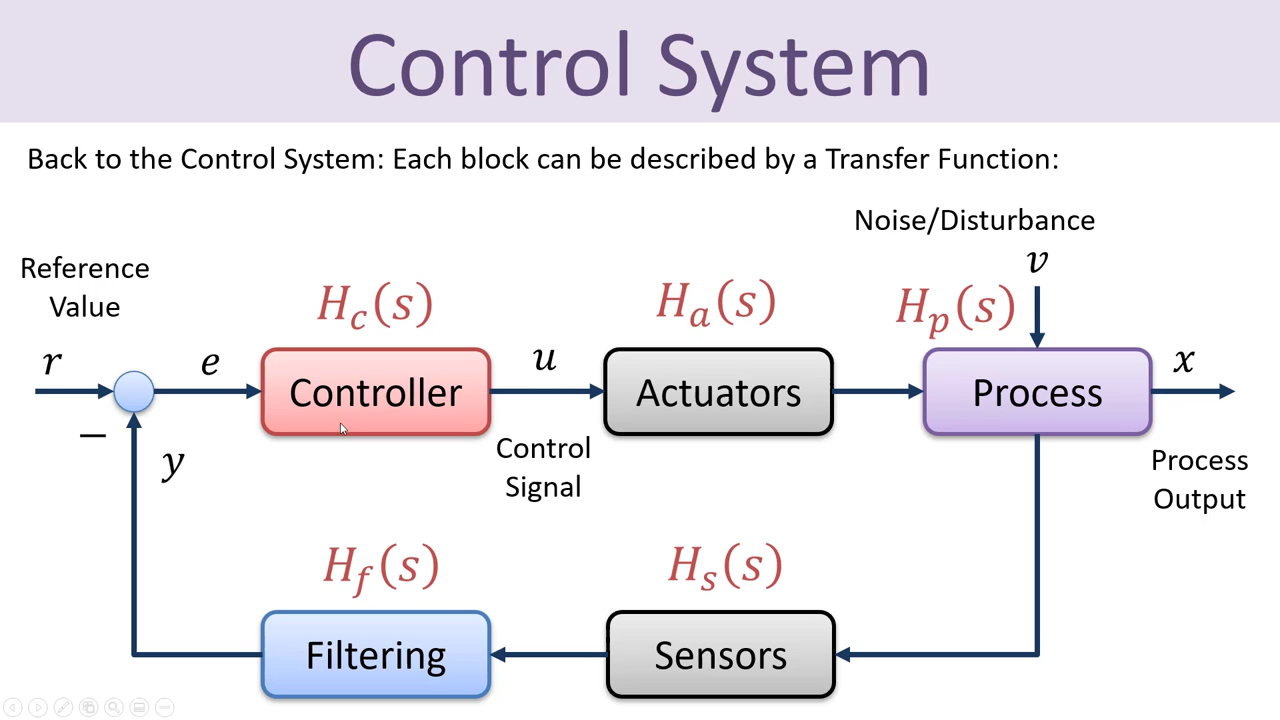 Control System
Back to the Control System: Each block can be described by a Transfer Function:
Noise/Disturbance
v
Reference
Value
H_c(s)
H_a(s)
H_p(s)
r
e
Controller
u
Actuators
Process
x
−
y
Control
Signal
Process
Output
H_f(s)
H_s(s)
Filtering
Sensors